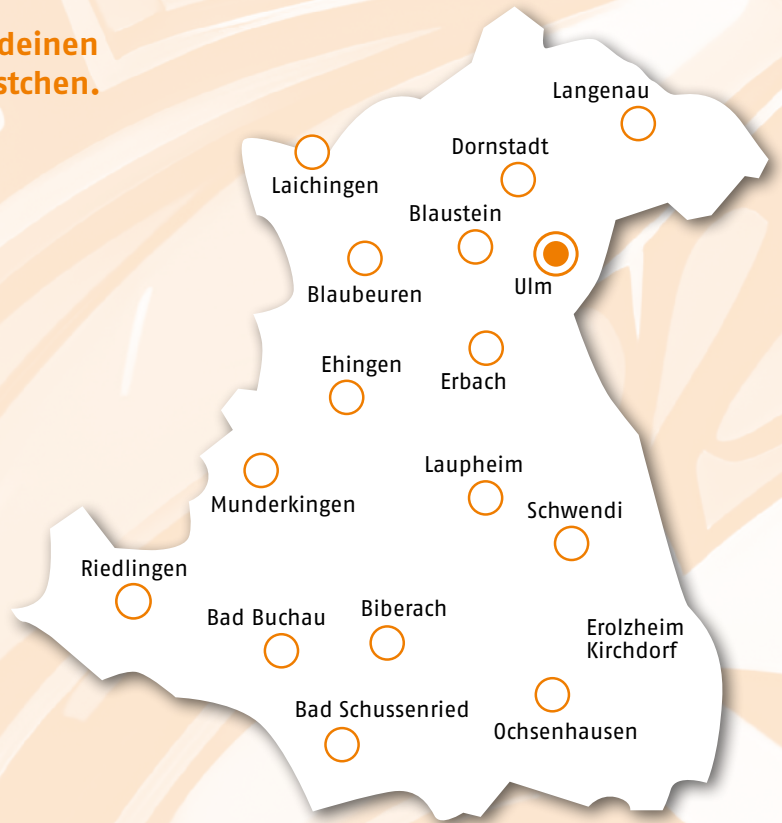 deinen
stchen.
Langenau
Dornstadt
Laichingen
Blaustein
Ulm
Blaubeuren
Ehingen
Erbach
Laupheim
Munderkingen
Schwendi
Riedlingen
Bad Buchau
Biberach
Erolzheim
Kirchdorf
Bad Schussenried
Ochsenhausen